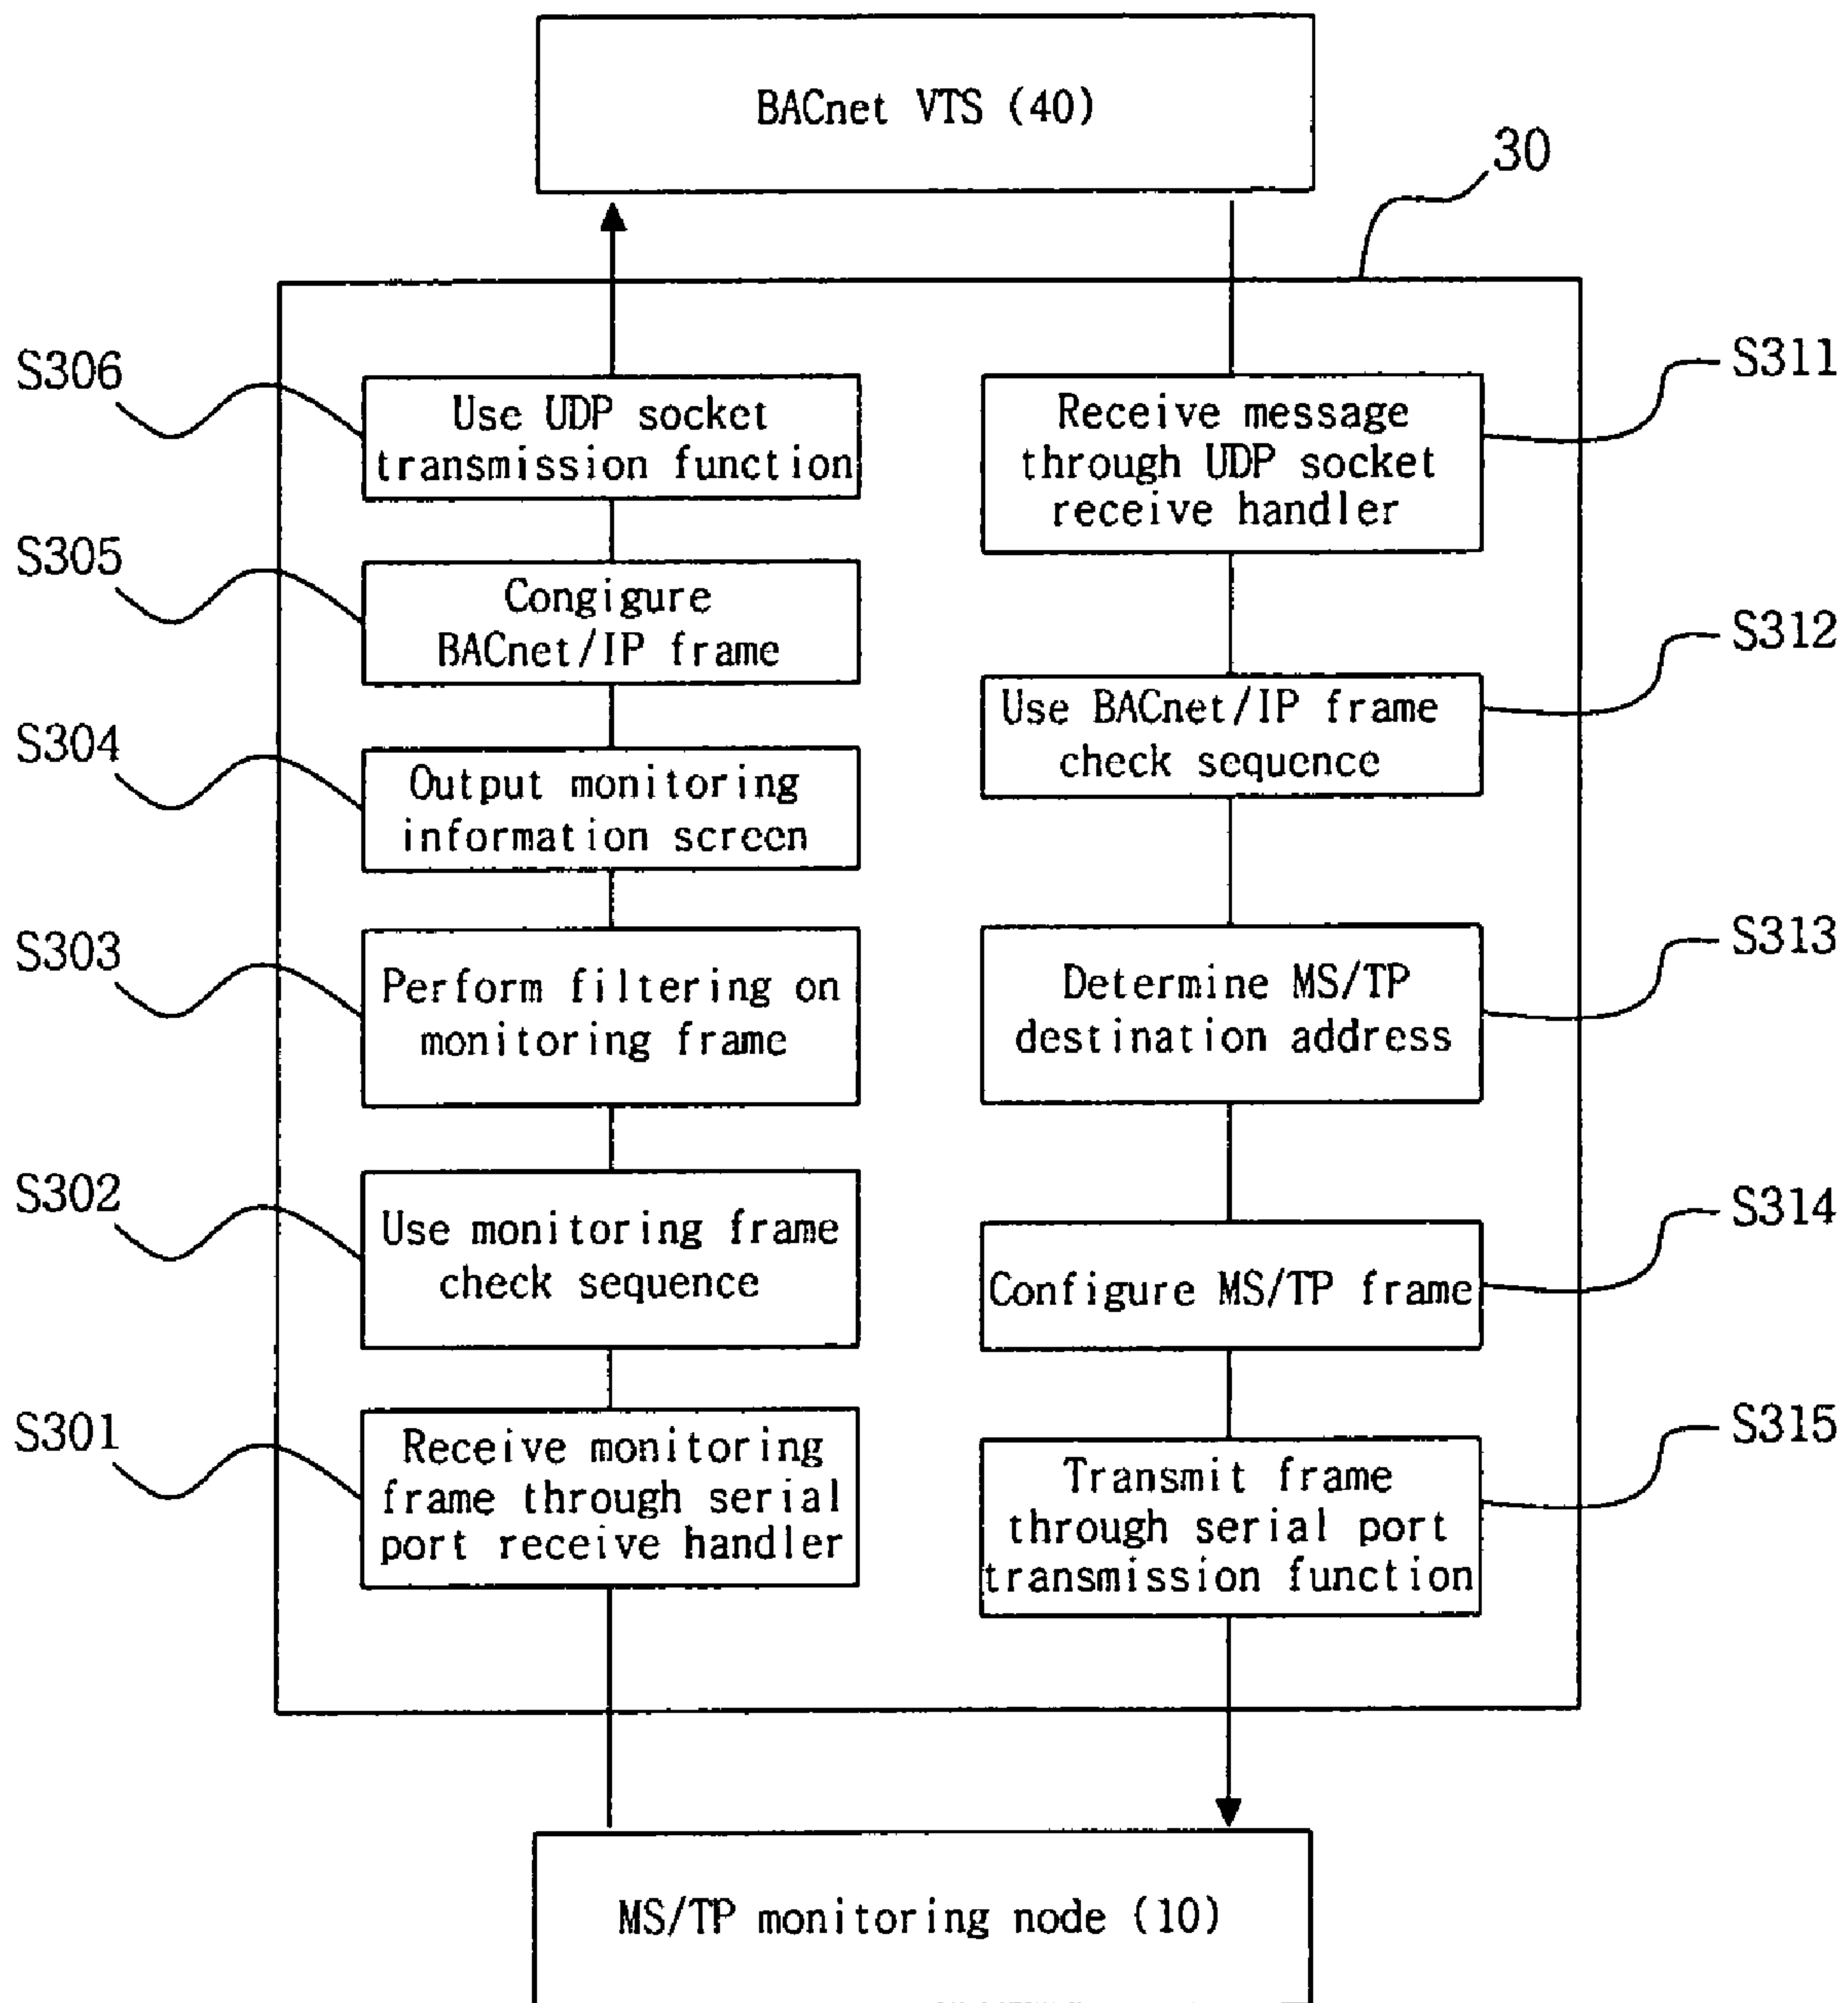 BACnet VTS (40)
30
S306
Use UDP socket
transmission function
S305
Congigure
BACnet/IP frame
S304
Output monitoring
information screen
S303
Perform filtering on
monitoring frame
S302
Use monitoring frame
check sequence
S301
Receive monitoring
frame through serial
port receive handler
Receive message
through UDP socket
receive handler
S311
Use BACnet/IP frame
check sequence
S312
Determine MS/TP
destination address
S313
Configure MS/TP frame
S314
Transmit frame
through serial port
transmission function
S315
MS/TP monitoring node (10)